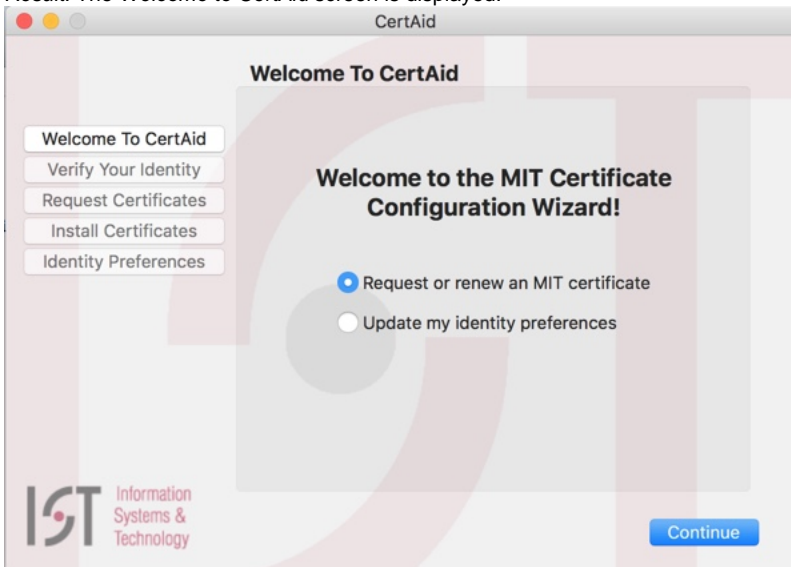 Result: The Welcome to CertAid screen is displayed.
CertAid
Welcome To CertAid
Welcome To CertAid
Verify Your Identity
Request Certificates
Install Certificates
Identity Preferences
Welcome to the MIT Certificate
Configuration Wizard!
Request or renew an MIT certificate
Update my identity preferences
IST
Information
Systems &
Technology
Continue